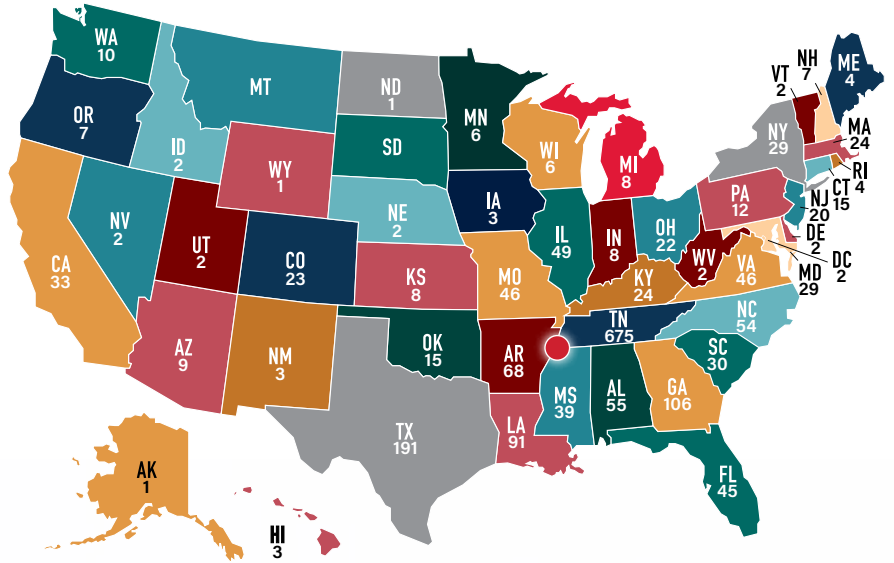 WA
10
OR
7
ID
2
MT
ND
1
MN
6
WI
6
MI
8
VT
2
NH
7
ME
4
NY
29
MA
24
RI
4
CT
15
NJ
20
DE
2
DC
2
MD
29
PA
12
SD
WY
1
NE
2
IA
3
IL
49
IN
8
OH
22
WV
2
VA
46
KY
24
NV
2
UT
2
CO
23
KS
8
MO
46
CA
33
AZ
9
NM
3
OK
15
AR
68
TN
675
NC
54
SC
30
MS
39
AL
55
GA
106
TX
191
LA
91
FL
45
AK
1
HI
3